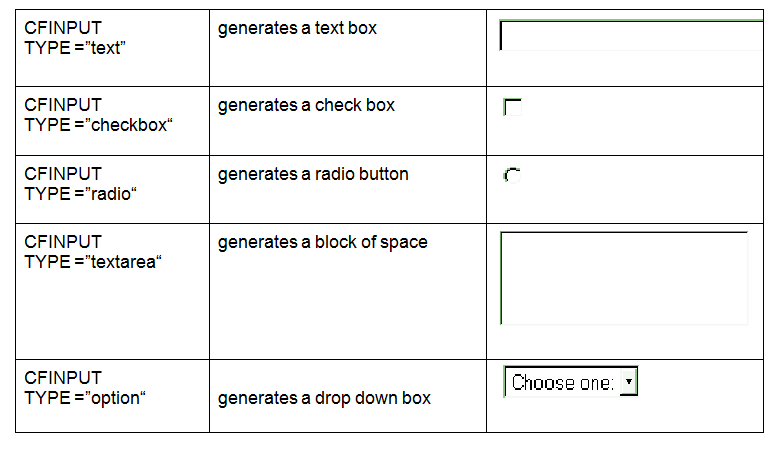 CFINPUT
TYPE =”text”
generates a text box
CFINPUT
TYPE =”checkbox“
generates a check box
CFINPUT
TYPE =”radio“
generates a radio button
CFINPUT
TYPE =”textarea“
generates a block of space
CFINPUT
TYPE =”option“
generates a drop down box
Choose one: